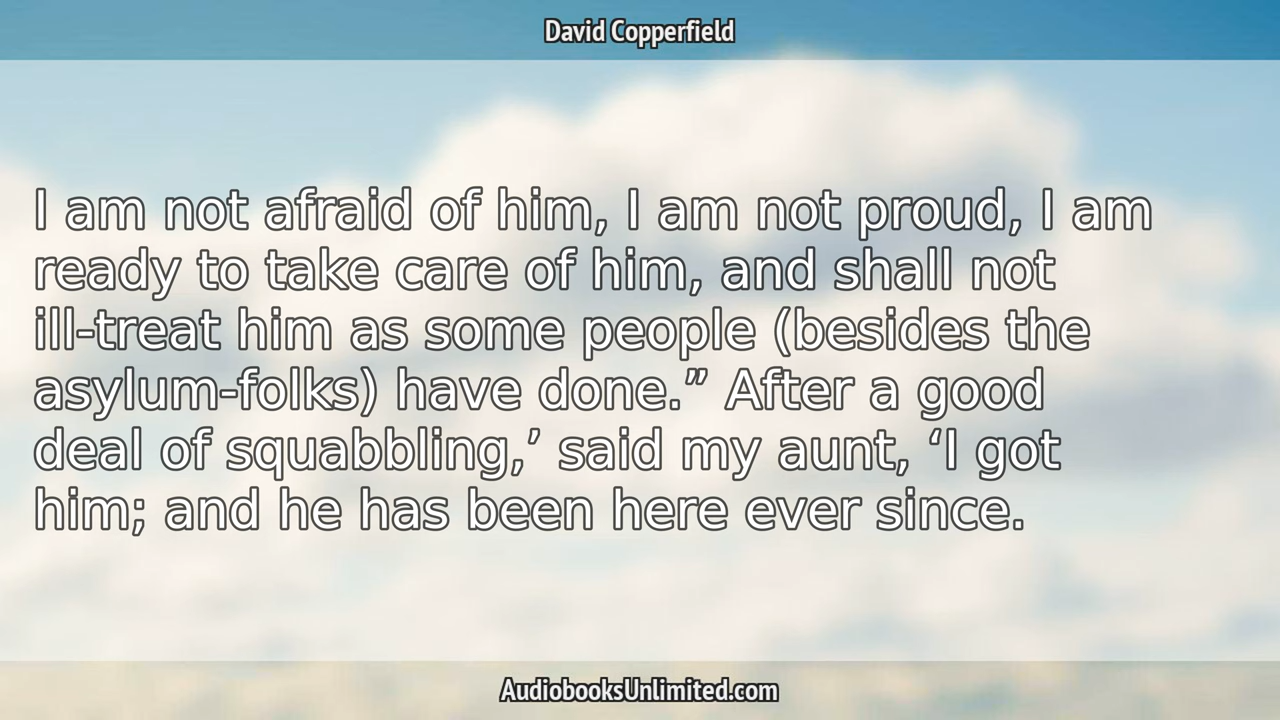 David Copperfield
I am not afraid of him, I am not proud, I am
ready to take care of him, and shall not
ill-treat him as some people (besides the
asylum-folks) have done.” After a good
deal of squabbling,’ said my aunt, ‘I got
him; and he has been here ever since.
AudiobooksUnlimited.com